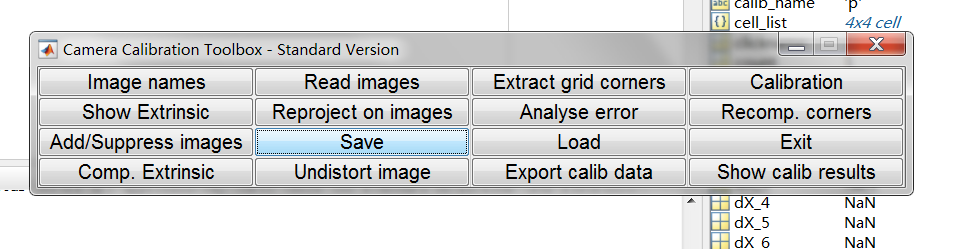 calib_name 'p'
cell_list 4x4 cell
Camera Calibration Toolbox - Standard Version
Image names Read images Extract grid corners Calibration
Show Extrinsic Reproject on images Analyse error Recomp. corners
Add/Suppress images Save Load Exit
Comp. Extrinsic Undistort image Export calib data Show calib results
dX_4 NaN
dX_5 NaN
dX_6 NaN